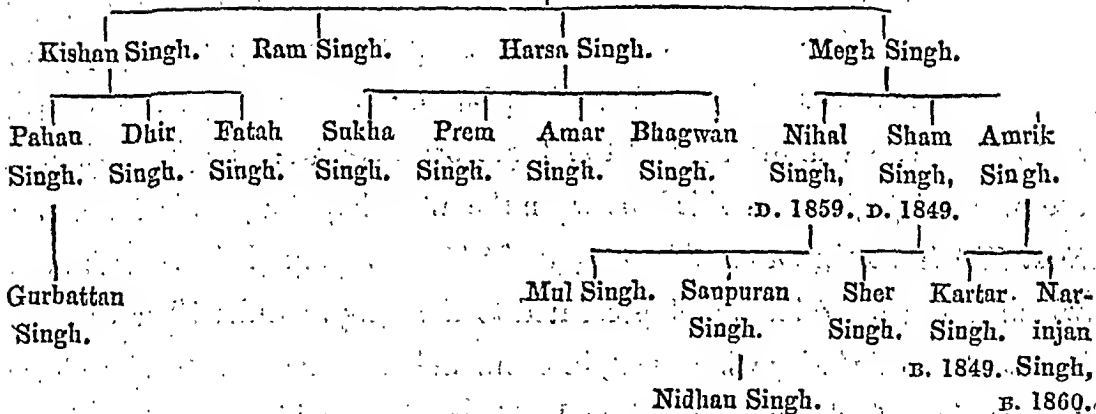 Kishan Singh. Ram Singh. Harsa Singh. Megh Singh.
Pahau Dhir Fatah Sukha Prem Amar Bhagwan Nihal Sham Amrik
Singh. Singh. Singh. Singh. Singh. Singh. Singh. Singh, Singh, Singh.
D. 1859. D. 1849.
Gurbattan Mul Singh. Sanpuran Sher Kartar Nar-
Singh. Singh. Singh. Singh. injan
B. 1849. Singh,
Nidhan Singh. B. 1860.